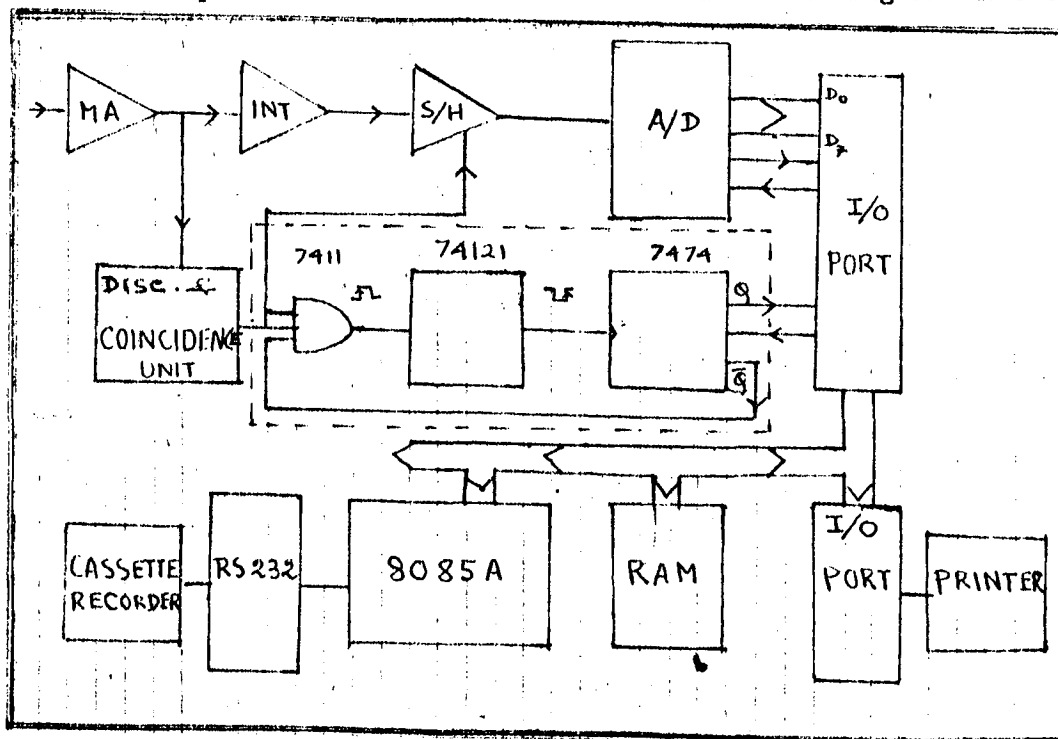 MA
INT
S/H
A/D
D0
D7
I/O
PORT
7411
74121
7474
Q
Q̅
DISC. &
COINCIDENCE
UNIT
CASSETTE
RECORDER
RS232
8085A
RAM
I/O
PORT
PRINTER